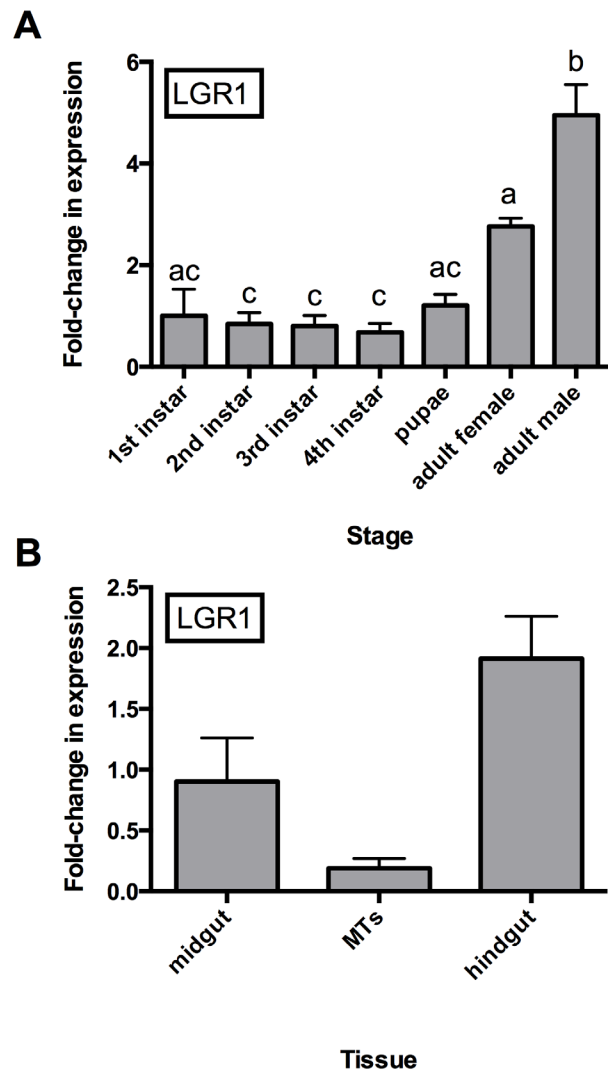 A
6
4
2
0
Fold-change in expression
LGR1
ac
c
c
c
ac
a
b
1st instar
2nd instar
3rd instar
4th instar
pupae
adult female
adult male
Stage
B
2.5
2.0
1.5
1.0
0.5
0.0
Fold-change in expression
LGR1
midgut
MTs
hindgut
Tissue